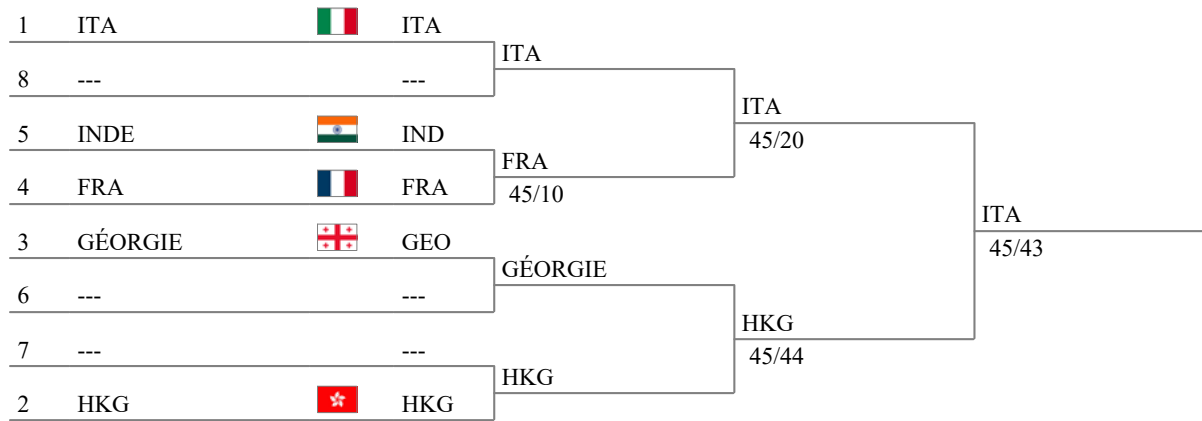 1 ITA ITA
ITA
8 --- ---
ITA
45/20
5 INDE IND
FRA
45/10
4 FRA FRA
ITA
45/43
3 GÉORGIE GEO
GÉORGIE
6 --- ---
HKG
45/44
7 --- ---
HKG
2 HKG HKG